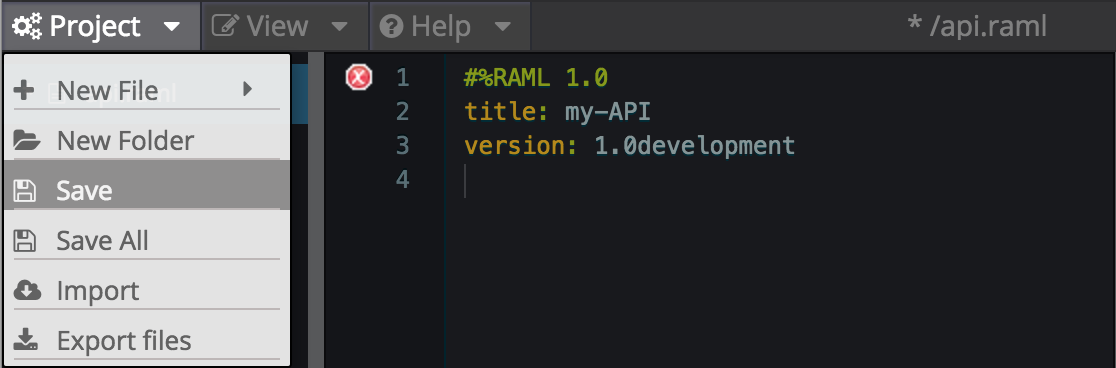 Project View Help * /api.raml
New File
New Folder
Save
Save All
Import
Export files
1 #%RAML 1.0
2 title: my-API
3 version: 1.0development
4